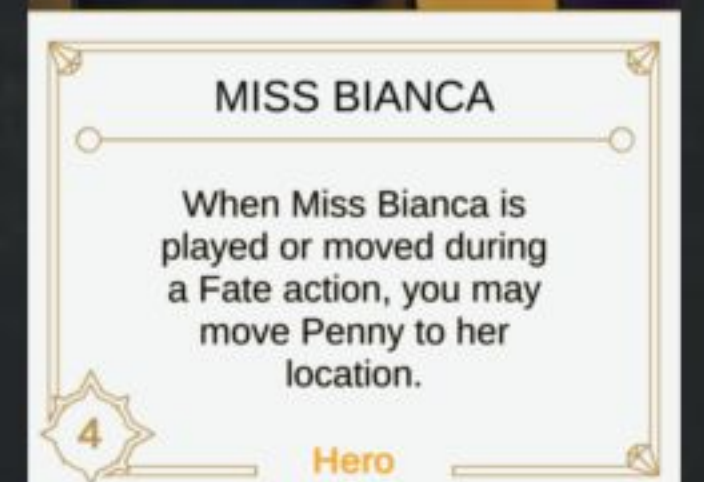 MISS BIANCA
When Miss Bianca is
played or moved during
a Fate action, you may
move Penny to her
location.
4
Hero